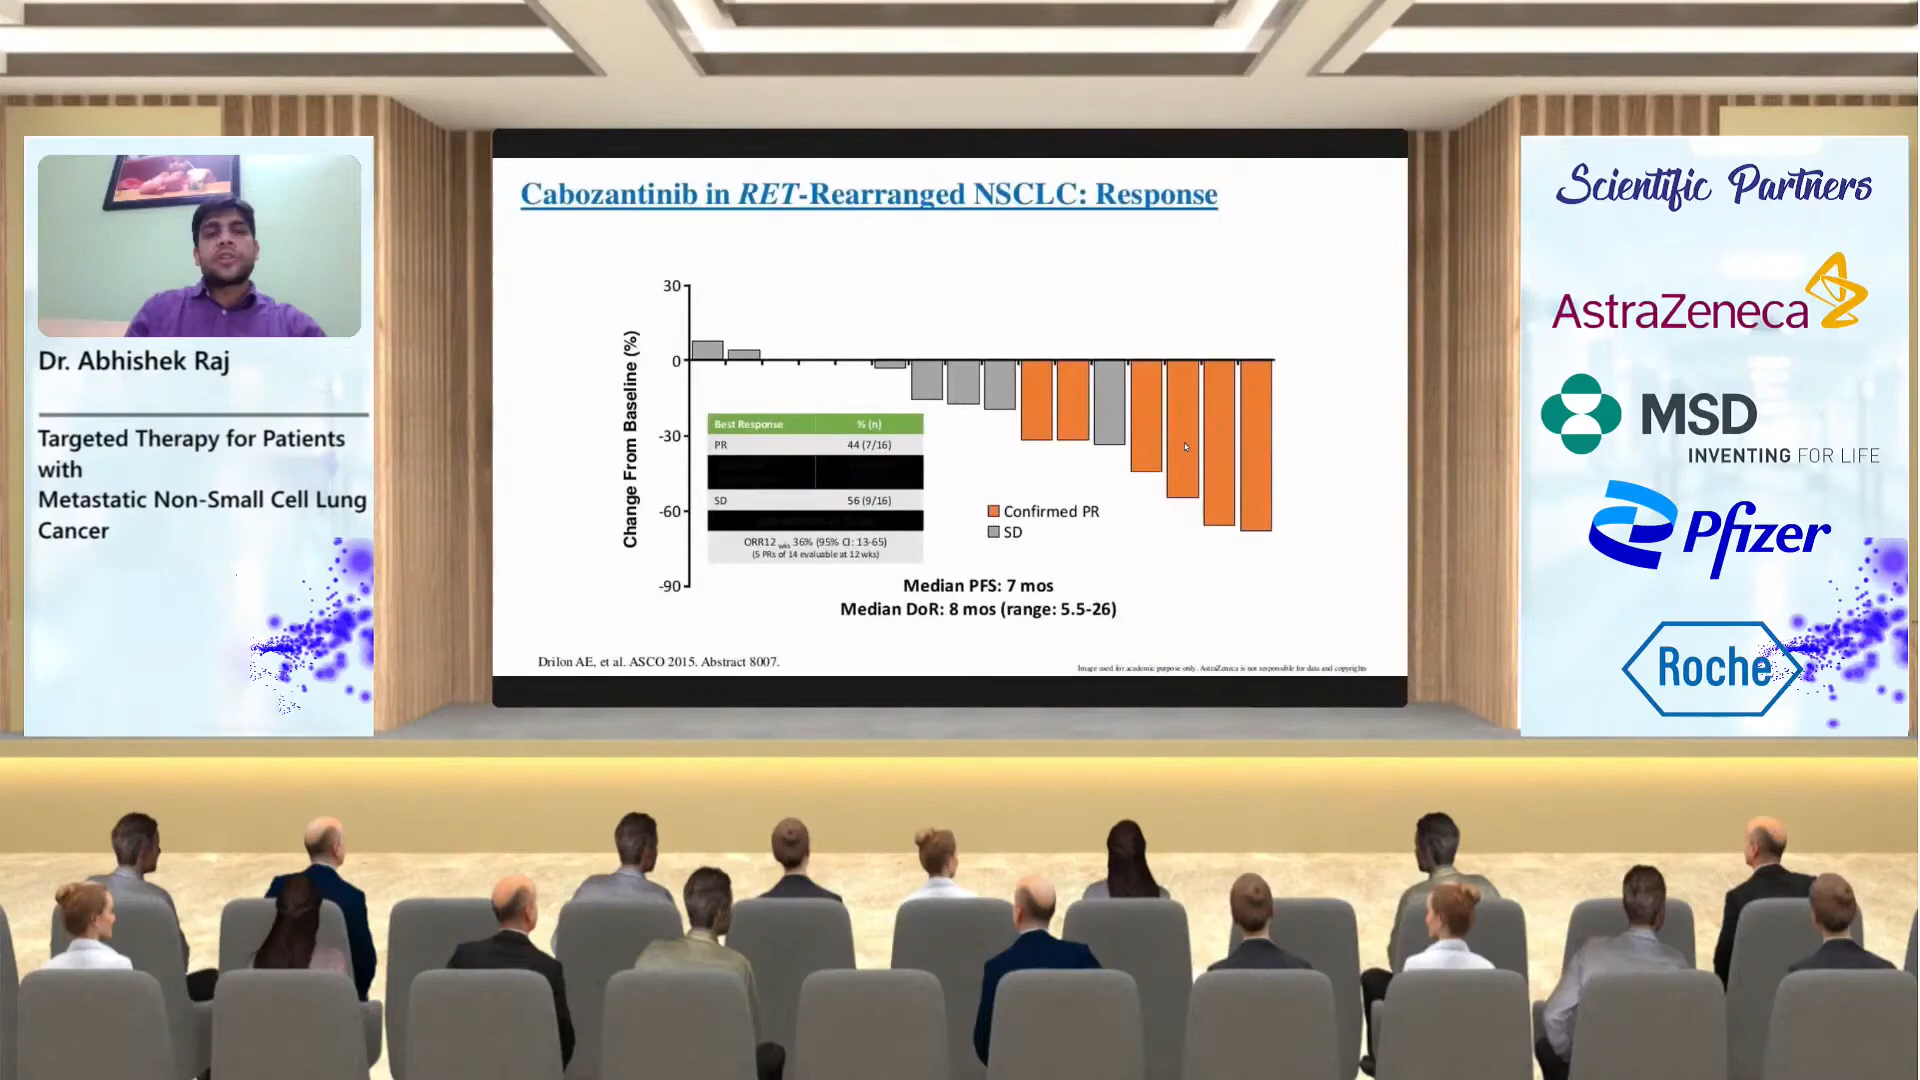 Dr. Abhishek Raj
Targeted Therapy for Patients
with
Metastatic Non-Small Cell Lung
Cancer
Cabozantinib in RET-Rearranged NSCLC: Response
Change From Baseline (%)
30
0
-30
-60
-90
Best Response % (n)
PR 44 (7/16)
SD 56 (9/16)
ORR12 wks 36% (95% CI: 13-65)
(5 PRs of 14 evaluable at 12 wks)
Confirmed PR
SD
Median PFS: 7 mos
Median DoR: 8 mos (range: 5.5-26)
Drilon AE, et al. ASCO 2015. Abstract 8007.
Image used for academic purpose only. AstraZeneca is not responsible for data and copyrights
Scientific Partners
AstraZeneca
MSD
INVENTING FOR LIFE
Pfizer
Roche